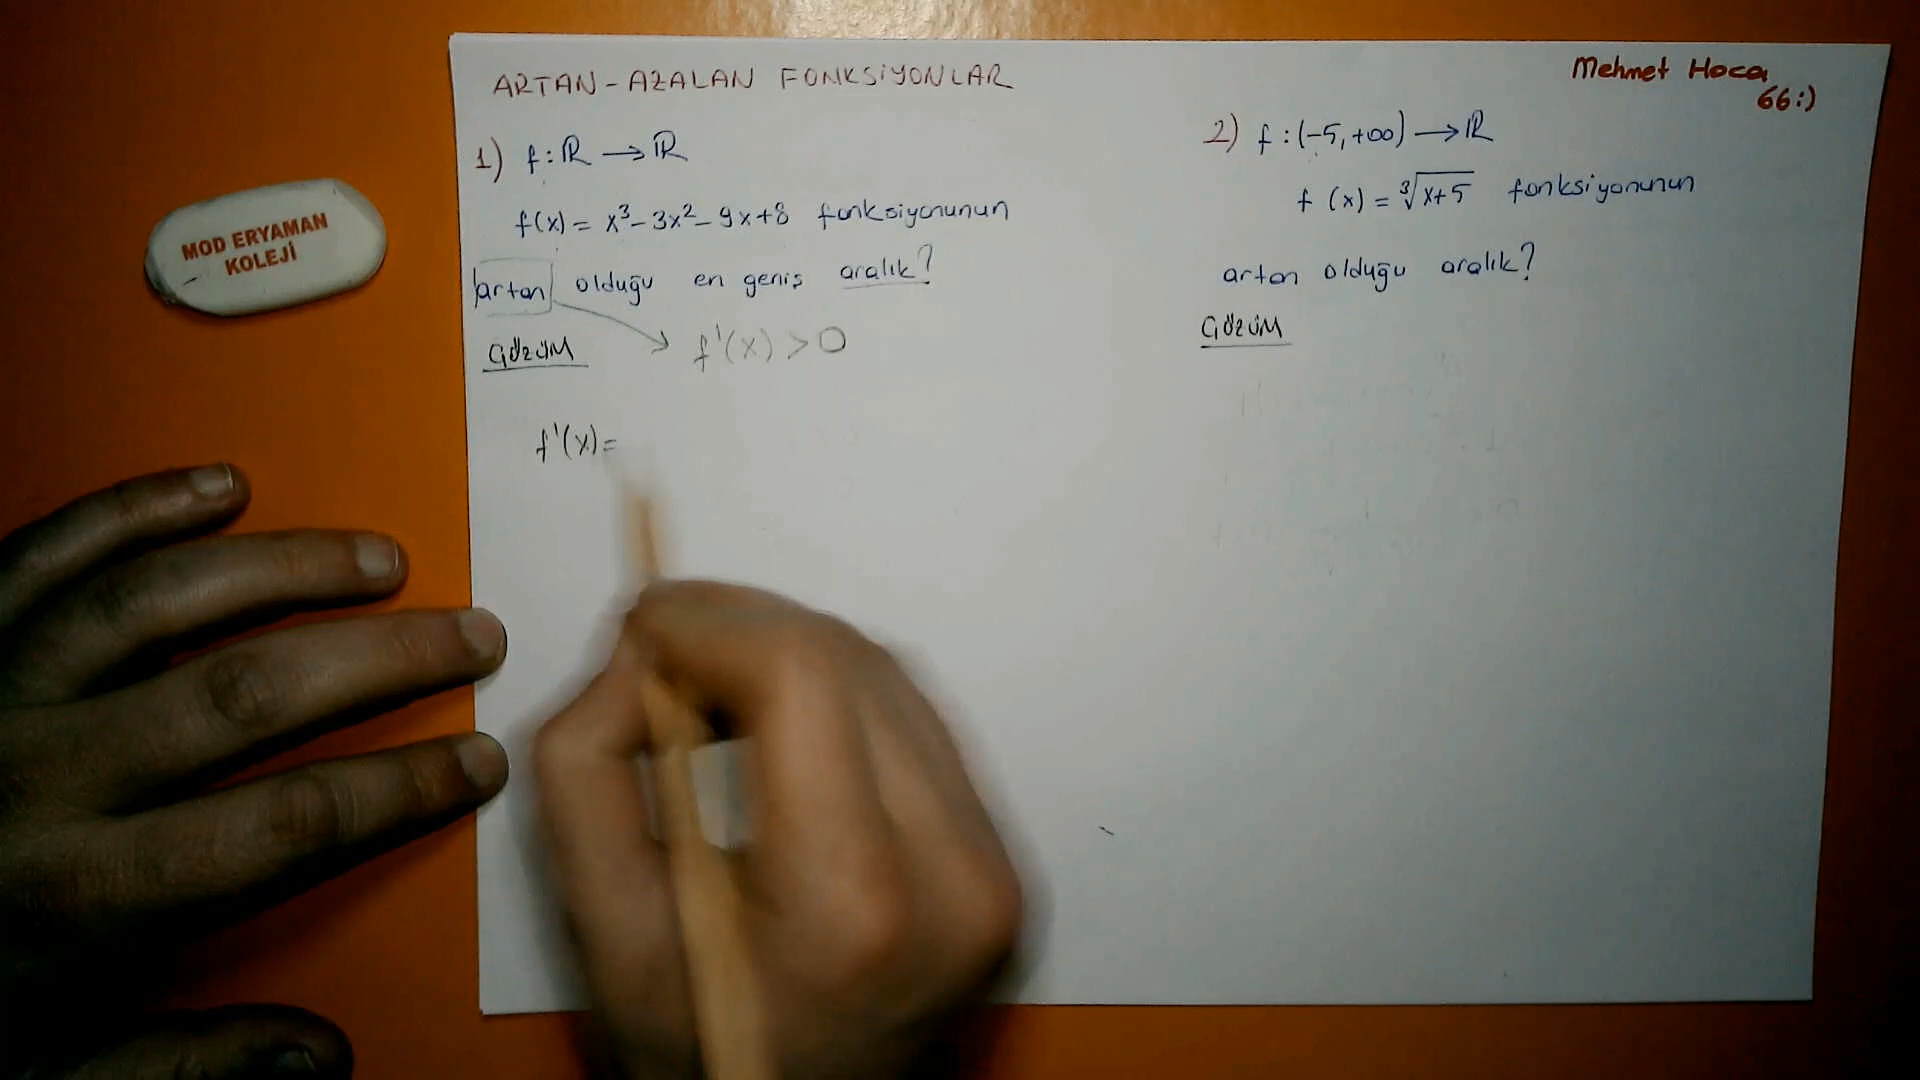 MOD ERYAMAN
KOLEJİ
ARTAN-AZALAN FONKSİYONLAR
Mehmet Hoca
66:)
1) f:ℝ → ℝ
f(x) = x³ - 3x² - 9x + 8 fonksiyonunun
artan olduğu en geniş aralık?
ÇÖZÜM
f'(x) > 0
f'(x) =
2) f:(-5,+∞) → ℝ
f(x) = ∛(x+5) fonksiyonunun
artan olduğu aralık?
ÇÖZÜM